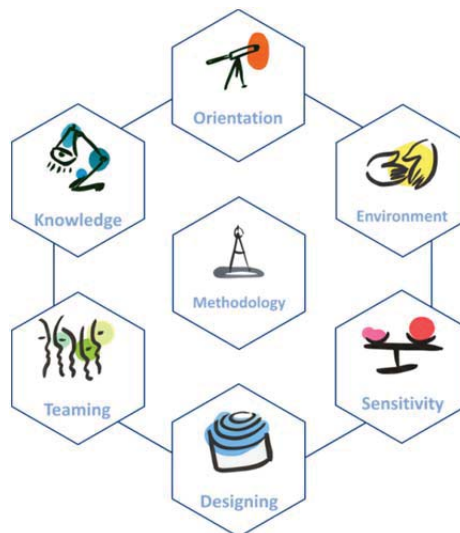 Orientation
Knowledge
Environment
Methodology
Teaming
Sensitivity
Designing